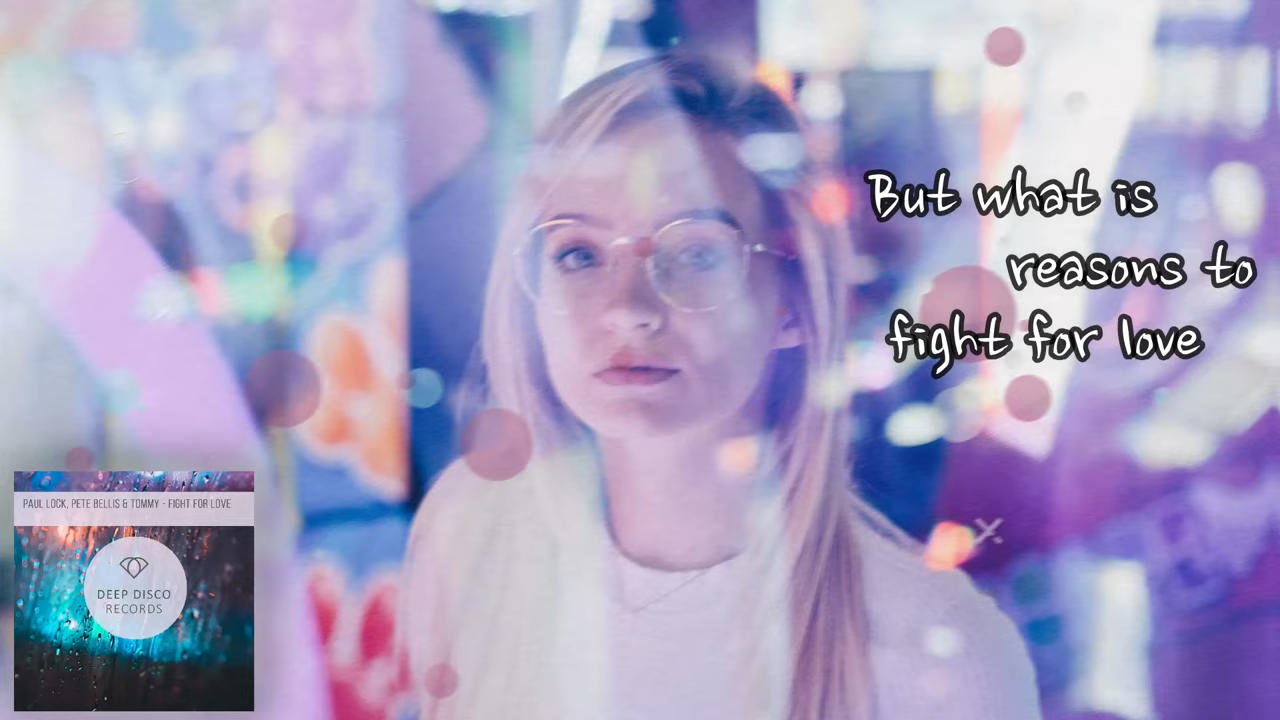 But what is
reasons to
fight for love
PAUL LOCK, PETE BELLIS & TOMMY - FIGHT FOR LOVE
DEEP DISCO
RECORDS